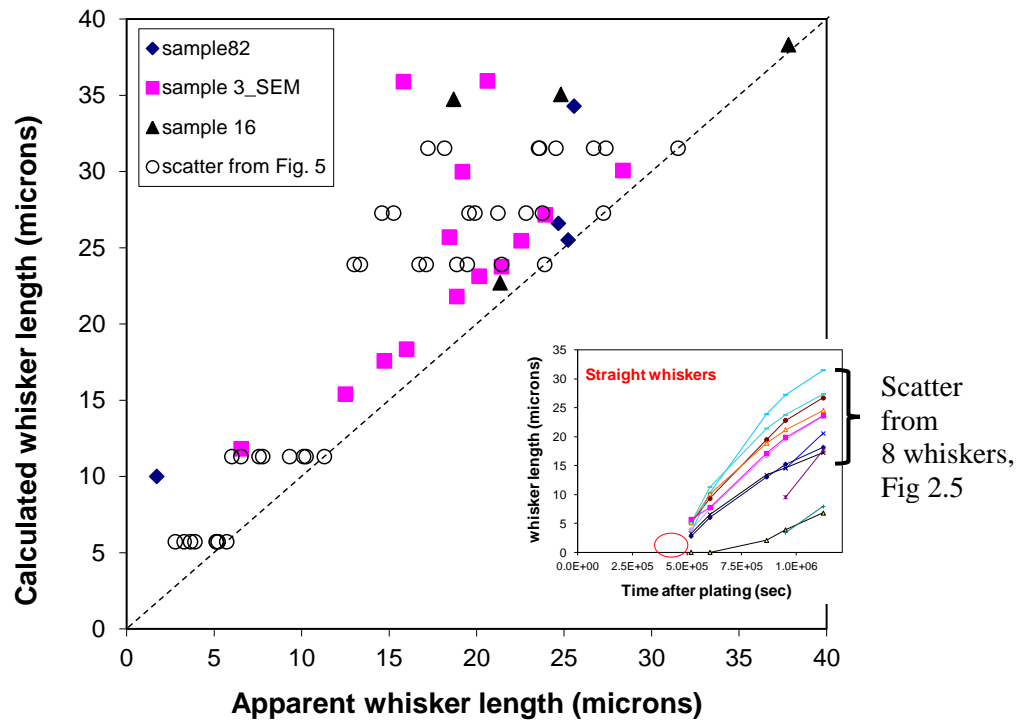 40
35
30
25
20
15
10
5
0
Calculated whisker length (microns)
sample82
sample 3_SEM
sample 16
scatter from Fig. 5
0 5 10 15 20 25 30 35 40
Apparent whisker length (microns)
35
30
25
20
15
10
5
0
whisker length (microns)
Straight whiskers
0.0E+00 2.5E+05 5.0E+05 7.5E+05 1.0E+06
Time after plating (sec)
Scatter
from
8 whiskers,
Fig 2.5